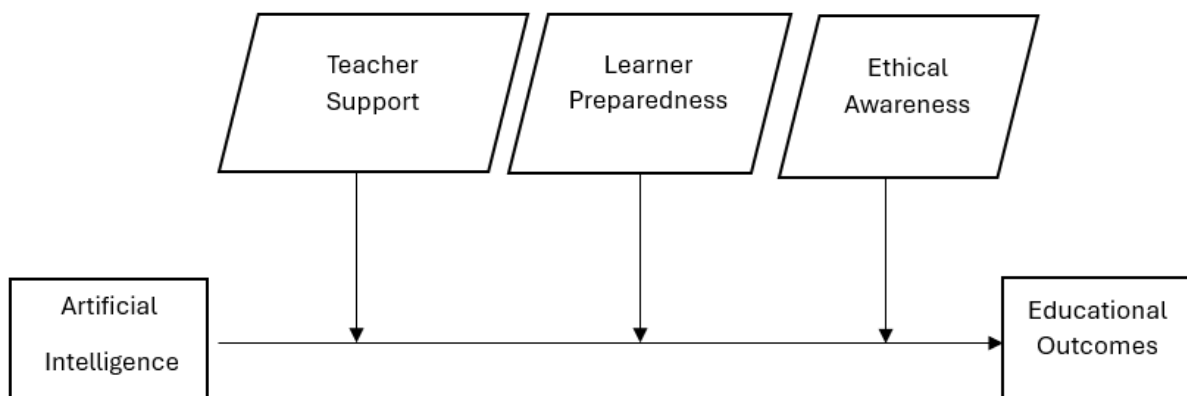 Teacher
Support
Learner
Preparedness
Ethical
Awareness
Artificial
Intelligence
Educational
Outcomes